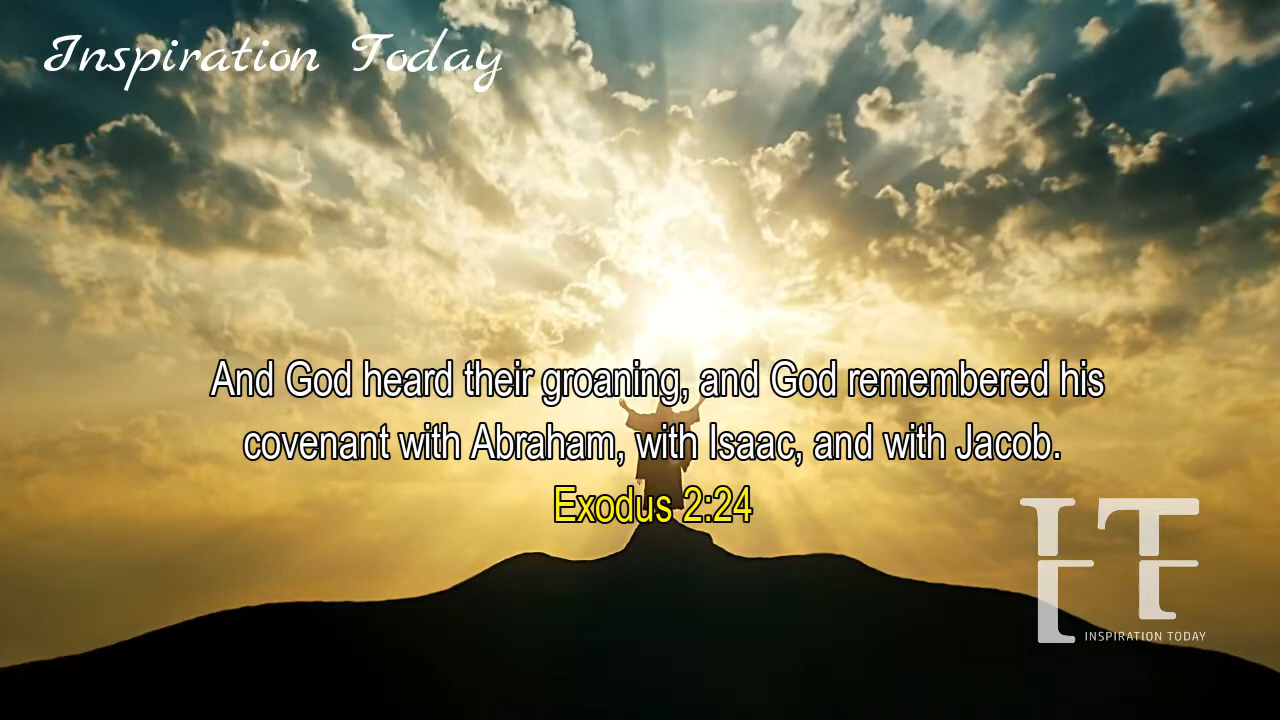 Inspiration Today
And God heard their groaning, and God remembered his
covenant with Abraham, with Isaac, and with Jacob.
Exodus 2:24
IT
INSPIRATION TODAY